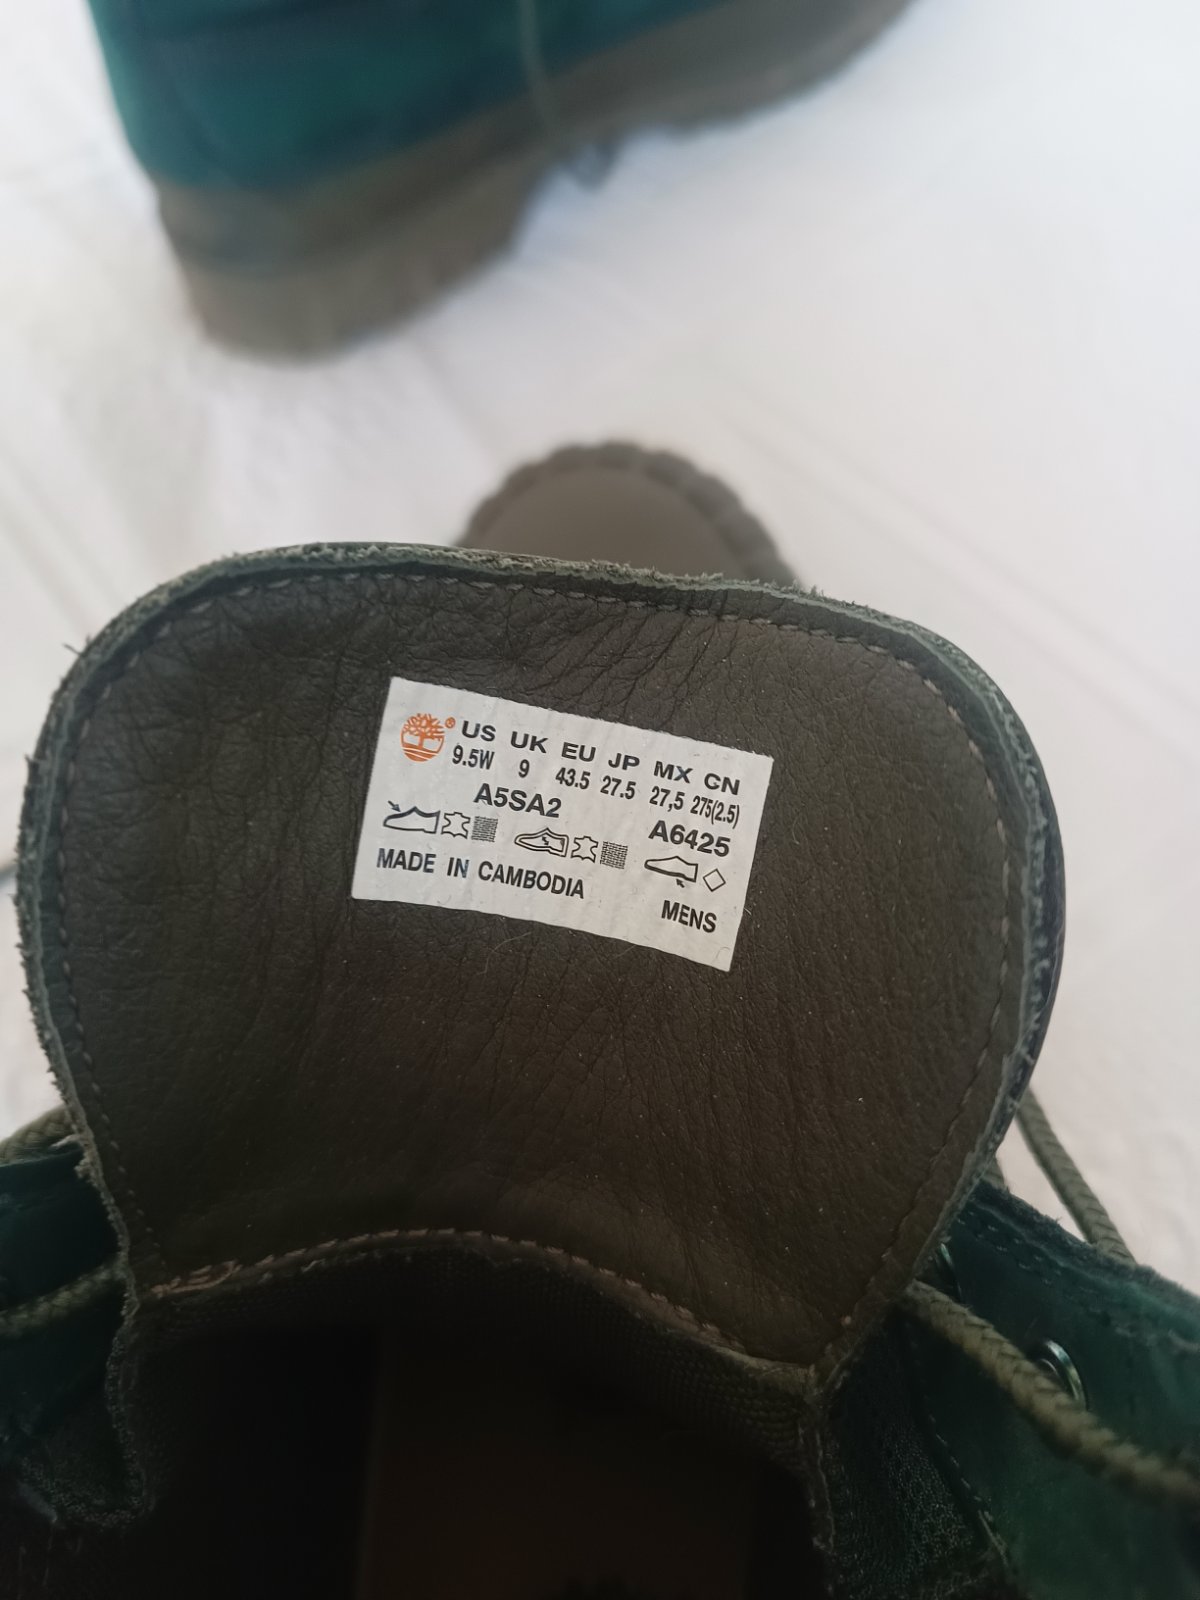 ® US UK EU JP MX CN
9.5W 9 43.5 27.5 27,5 275(2.5)
A5SA2 A6425
MADE IN CAMBODIA MENS